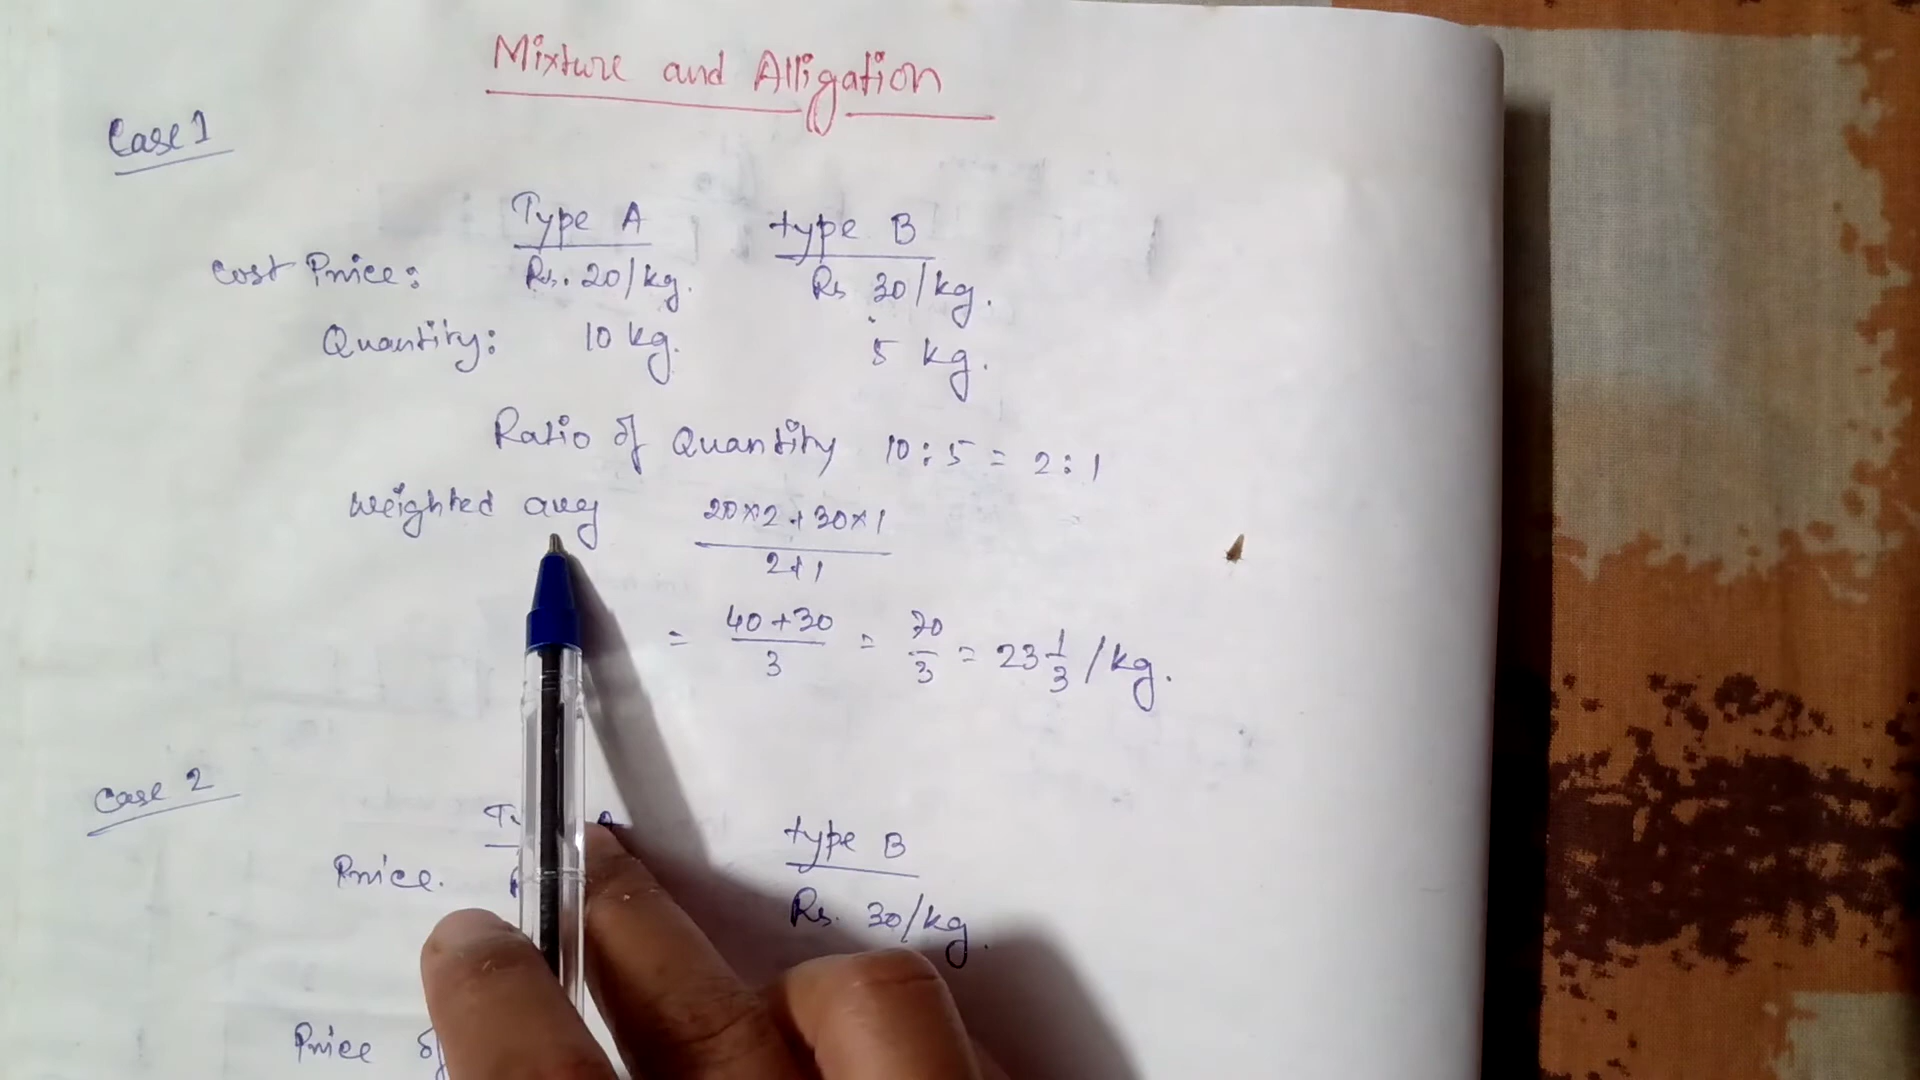 Mixture and Alligation
Case 1
Type A type B
Cost Price: Rs. 20/kg. Rs 30/kg.
Quantity: 10 kg. 5 kg.
Ratio of Quantity 10:5 = 2:1
Weighted avg 20×2+30×1
2+1
= 40+30 = 70 = 23 1/3 /kg.
3 3
Case 2
type B
Price. Rs. 30/kg.
Price of